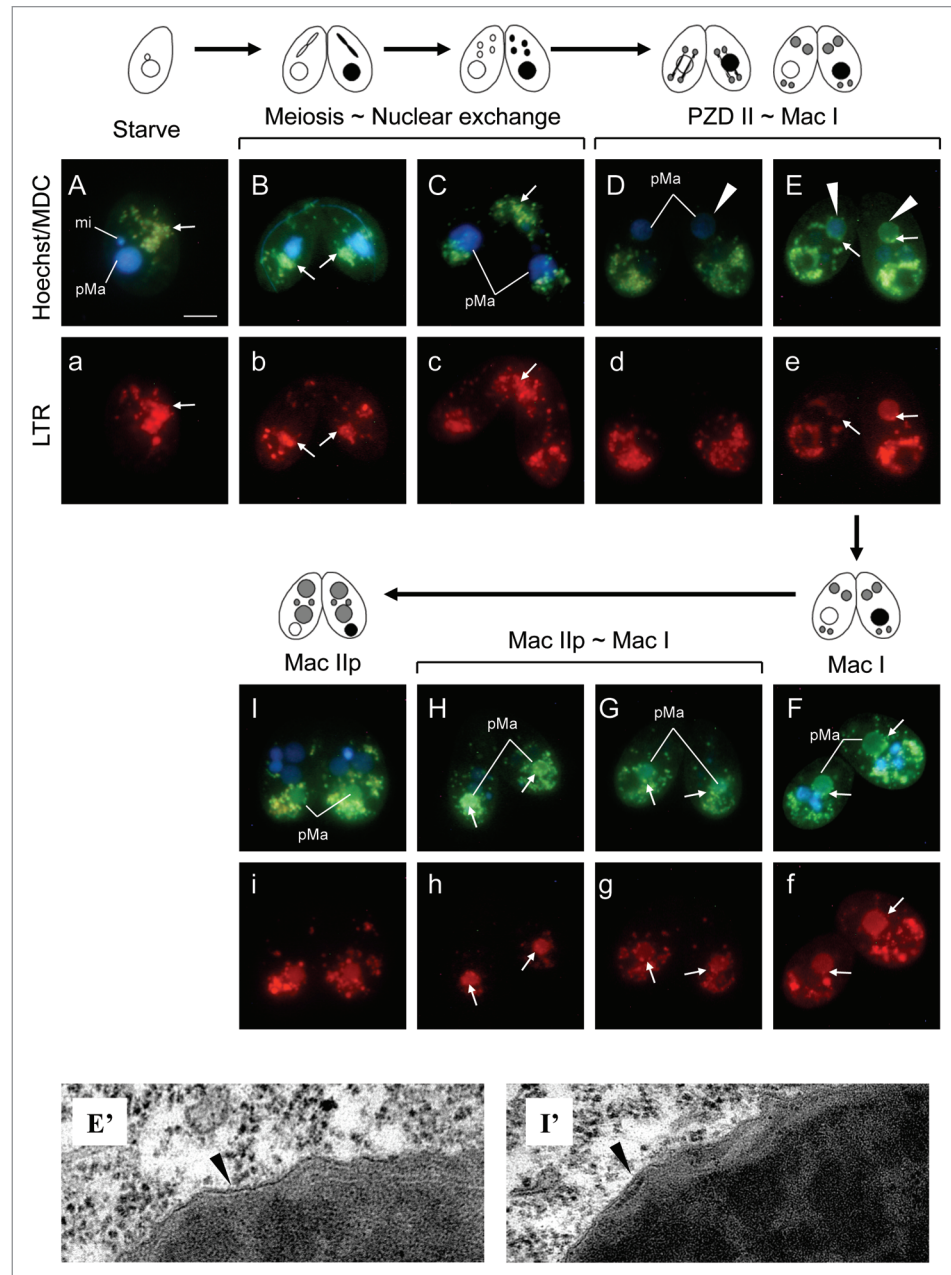 Starve
Meiosis ~ Nuclear exchange
PZD II ~ Mac I
Hoechst/MDC
A
mi
pMa
B
C
pMa
D
pMa
E
LTR
a
b
c
d
e
Mac IIp
Mac IIp ~ Mac I
Mac I
I
pMa
H
pMa
G
pMa
F
pMa
i
h
g
f
E’
I’